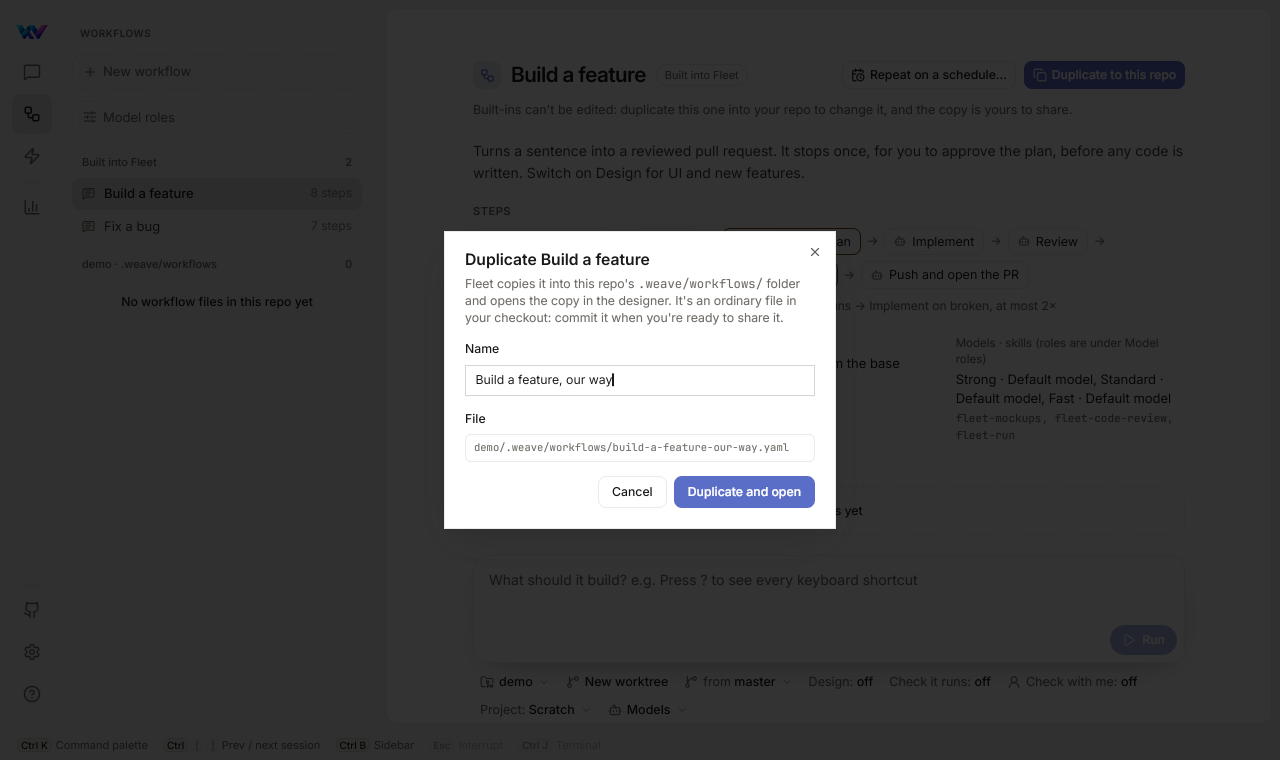 WORKFLOWS
New workflow
Model roles
Built into Fleet 2
Build a feature 8 steps
Fix a bug 7 steps
demo · .weave/workflows 0
No workflow files in this repo yet
Build a feature Built into Fleet Repeat on a schedule... Duplicate to this repo
Built-ins can't be edited: duplicate this one into your repo to change it, and the copy is yours to share.
Turns a sentence into a reviewed pull request. It stops once, for you to approve the plan, before any code is
written. Switch on Design for UI and new features.
STEPS
an → Implement → Review →
→ Push and open the PR
ns → Implement on broken, at most 2×
m the base
Models · skills (roles are under Model
roles)
Strong · Default model, Standard ·
Default model, Fast · Default model
fleet-mockups, fleet-code-review,
fleet-run
s yet
Duplicate Build a feature
Fleet copies it into this repo's .weave/workflows/ folder
and opens the copy in the designer. It's an ordinary file in
your checkout: commit it when you're ready to share it.
Name
Build a feature, our way
File
demo/.weave/workflows/build-a-feature-our-way.yaml
Cancel Duplicate and open
What should it build? e.g. Press ? to see every keyboard shortcut
Run
demo New worktree from master Design: off Check it runs: off Check with me: off
Project: Scratch Models
Ctrl K Command palette Ctrl [ ] Prev / next session Ctrl B Sidebar Esc Interrupt Ctrl J Terminal